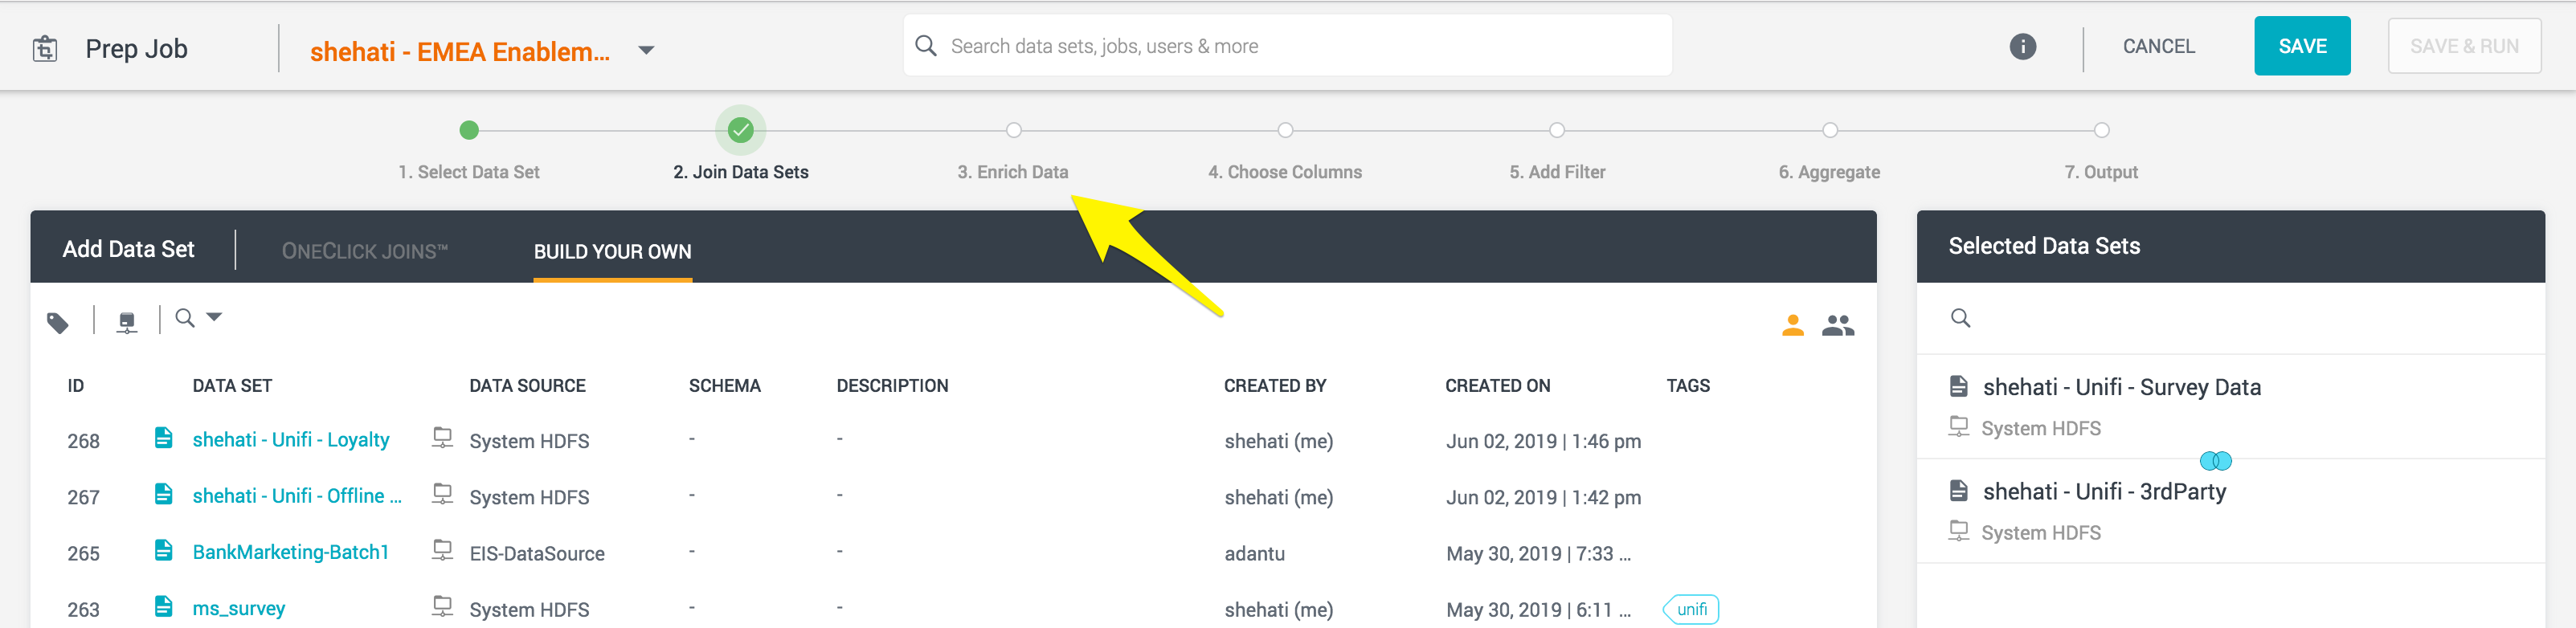 Prep Job
shehati - EMEA Enablem...
Search data sets, jobs, users & more
i
CANCEL
SAVE
SAVE & RUN
1. Select Data Set
2. Join Data Sets
3. Enrich Data
4. Choose Columns
5. Add Filter
6. Aggregate
7. Output
Add Data Set
ONECLICK JOINS™
BUILD YOUR OWN
ID DATA SET DATA SOURCE SCHEMA DESCRIPTION CREATED BY CREATED ON TAGS
268 shehati - Unifi - Loyalty System HDFS - - shehati (me) Jun 02, 2019 | 1:46 pm
267 shehati - Unifi - Offline ... System HDFS - - shehati (me) Jun 02, 2019 | 1:42 pm
265 BankMarketing-Batch1 EIS-DataSource - - adantu May 30, 2019 | 7:33 ...
263 ms_survey System HDFS - - shehati (me) May 30, 2019 | 6:11 ... unifi
Selected Data Sets
shehati - Unifi - Survey Data
System HDFS
shehati - Unifi - 3rdParty
System HDFS